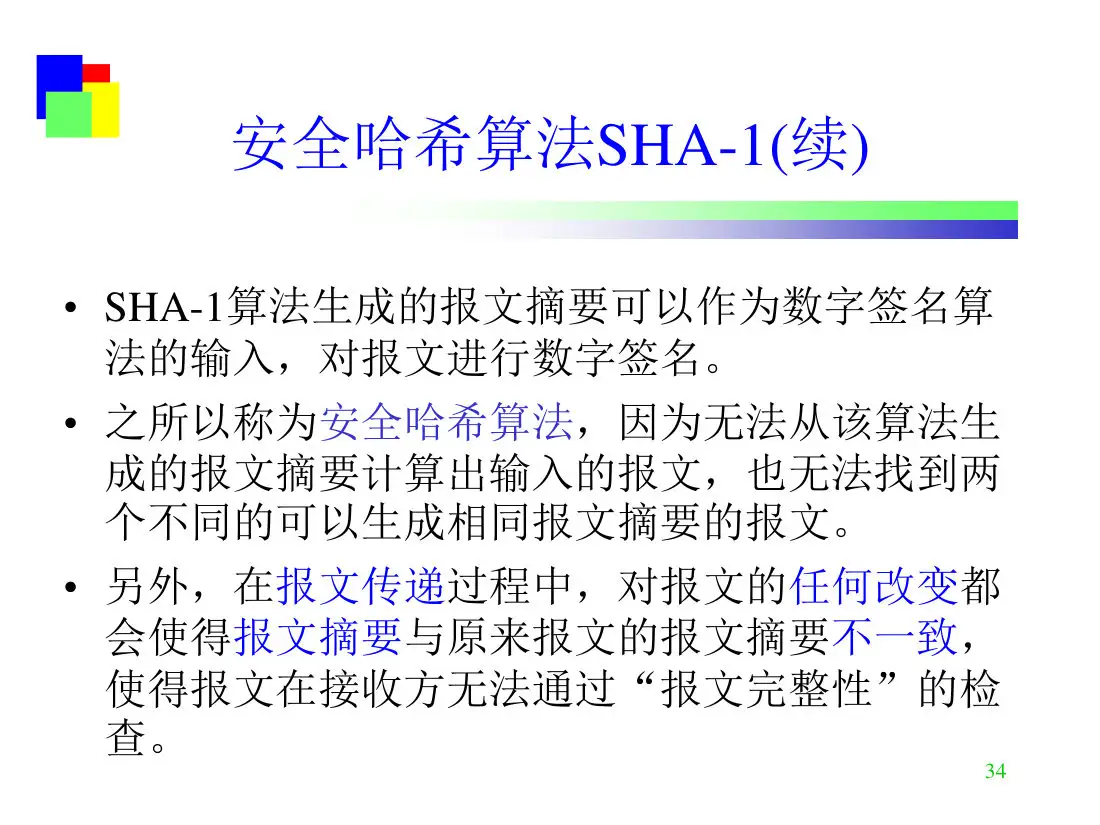 安全哈希算法SHA-1(续)
• SHA-1算法生成的报文摘要可以作为数字签名算
法的输入，对报文进行数字签名。
• 之所以称为安全哈希算法，因为无法从该算法生
成的报文摘要计算出输入的报文，也无法找到两
个不同的可以生成相同报文摘要的报文。
• 另外，在报文传递过程中，对报文的任何改变都
会使得报文摘要与原来报文的报文摘要不一致，
使得报文在接收方无法通过“报文完整性”的检
查。
34